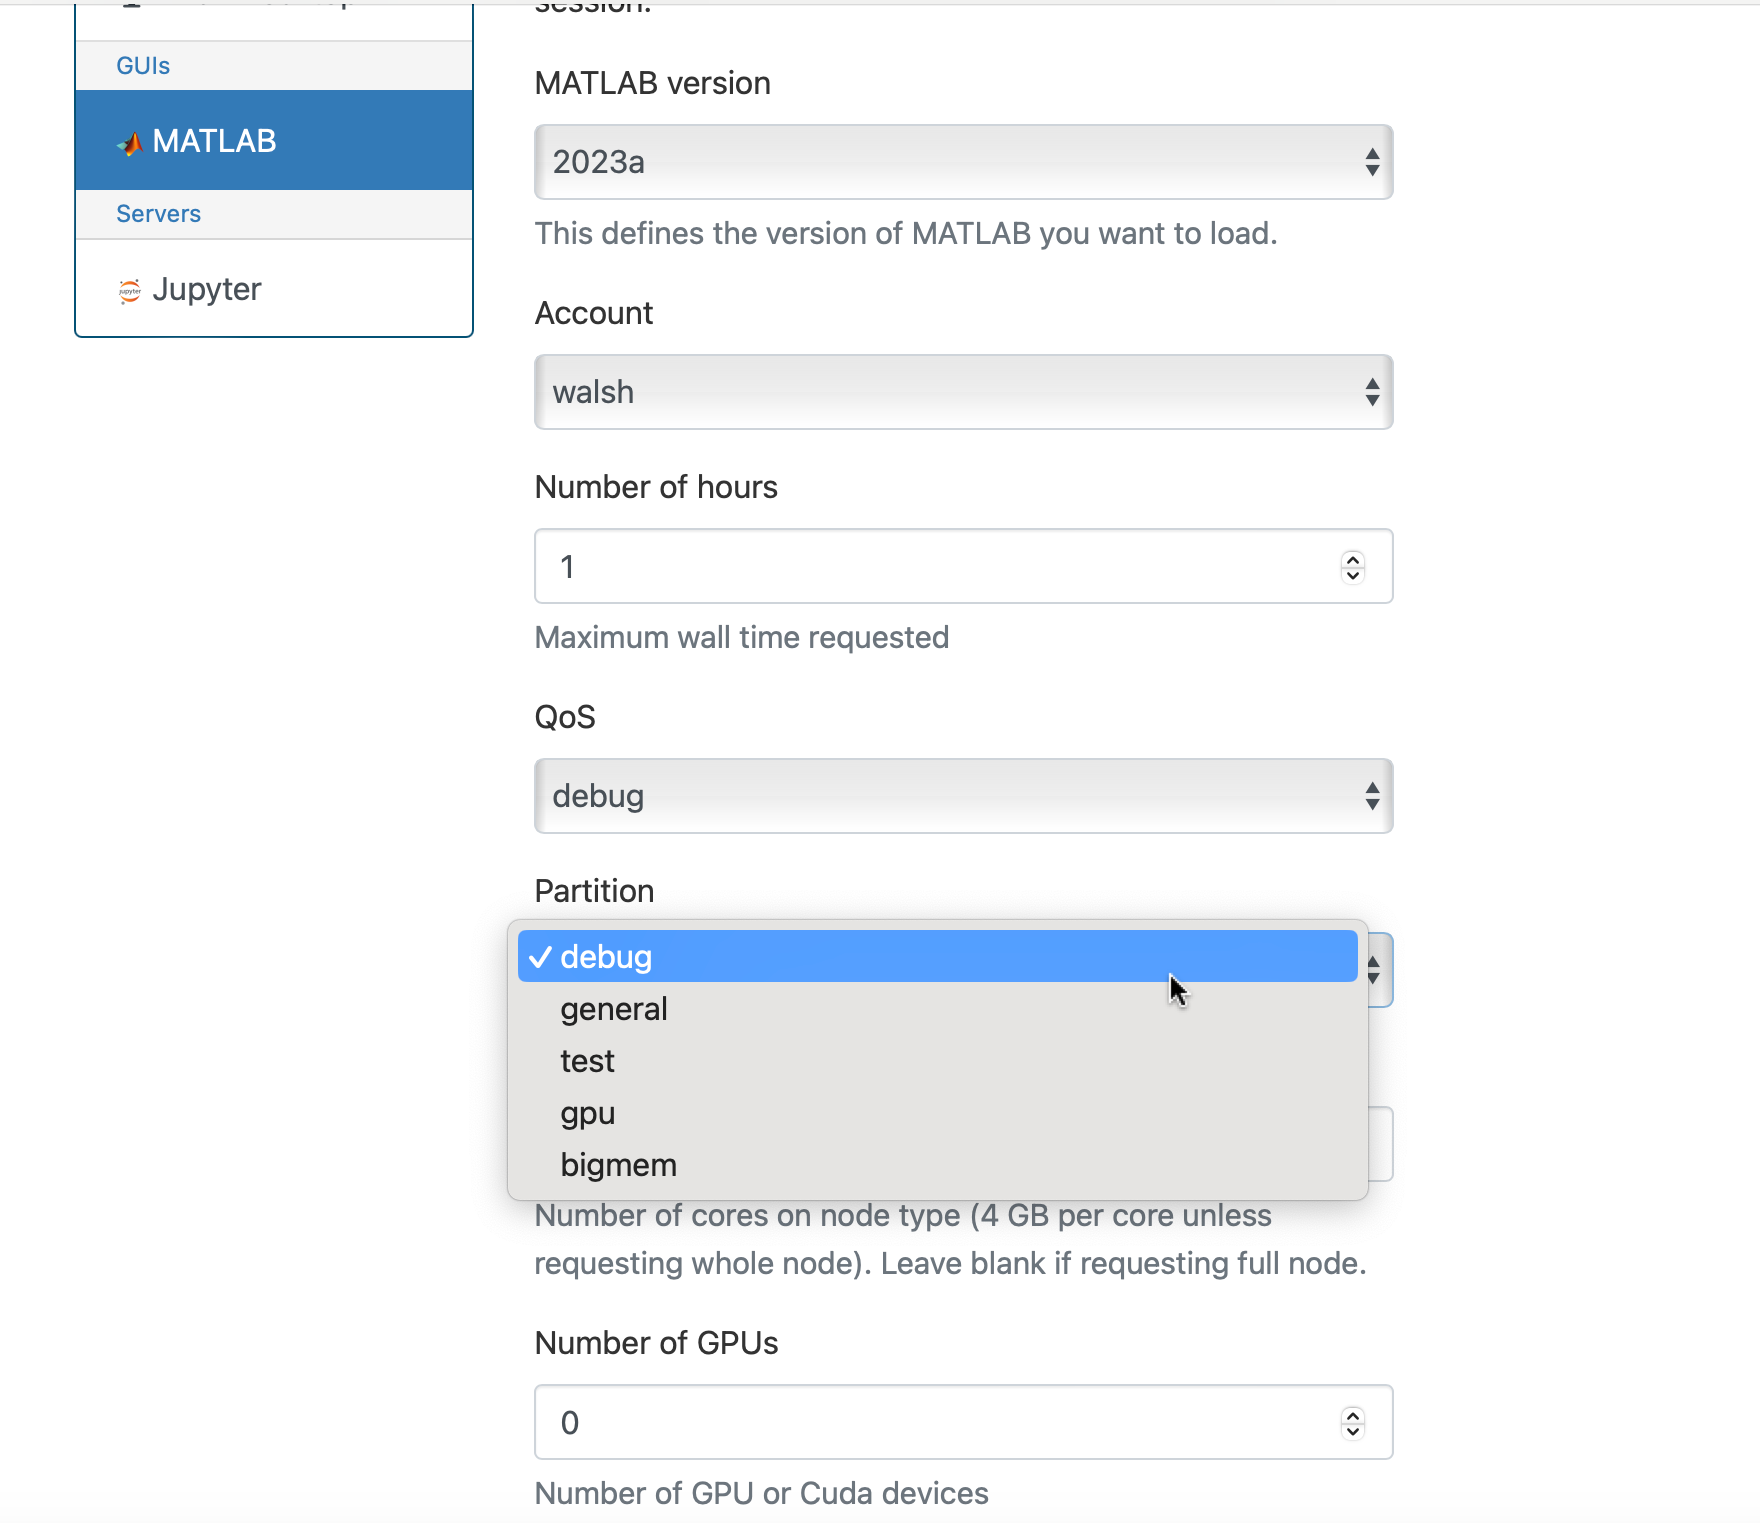 session.
GUIs
MATLAB
Servers
Jupyter
MATLAB version
2023a
This defines the version of MATLAB you want to load.
Account
walsh
Number of hours
1
Maximum wall time requested
QoS
debug
Partition
✓ debug
general
test
gpu
bigmem
Number of cores on node type (4 GB per core unless
requesting whole node). Leave blank if requesting full node.
Number of GPUs
0
Number of GPU or Cuda devices